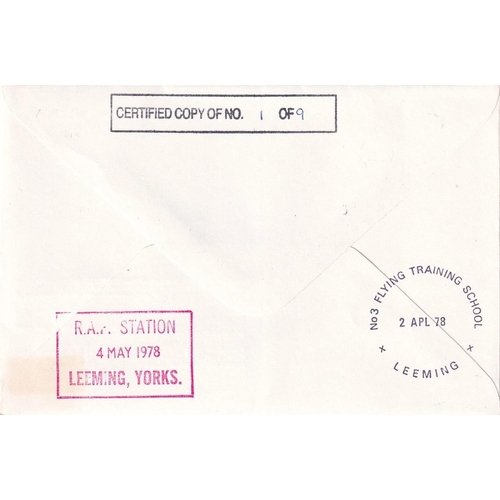 CERTIFIED COPY OF NO. 1 OF 9
No3 FLYING TRAINING SCHOOL
2 APL 78
+ LEEMING +
R.A.F. STATION
4 MAY 1978
LEEMING, YORKS.